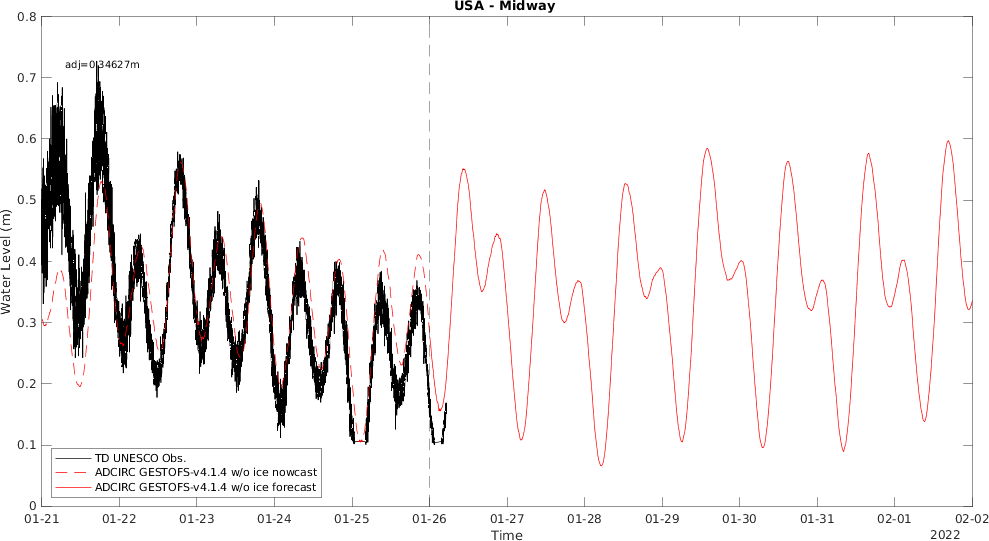 USA - Midway
adj=0.34627m
0.8
0.7
0.6
0.5
0.4
0.3
0.2
0.1
0
Water Level (m)
TD UNESCO Obs.
ADCIRC GESTOFS-v4.1.4 w/o ice nowcast
ADCIRC GESTOFS-v4.1.4 w/o ice forecast
01-21 01-22 01-23 01-24 01-25 01-26 01-27 01-28 01-29 01-30 01-31 02-01 02-02
Time
2022